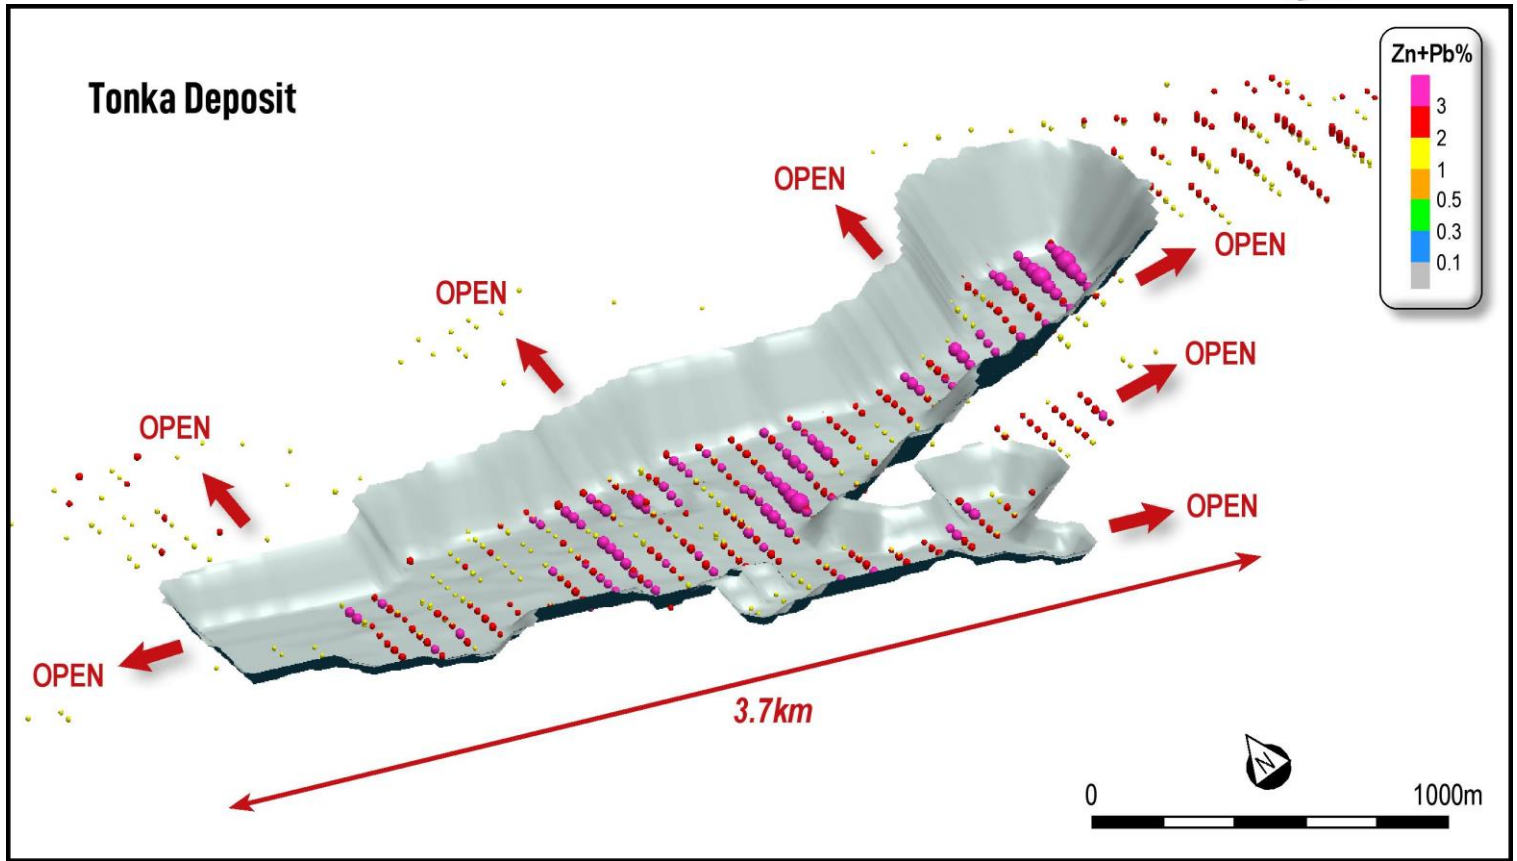 Tonka Deposit
Zn+Pb%
3
2
1
0.5
0.3
0.1
OPEN
OPEN
OPEN
OPEN
OPEN
OPEN
OPEN
3.7km
N
0
1000m